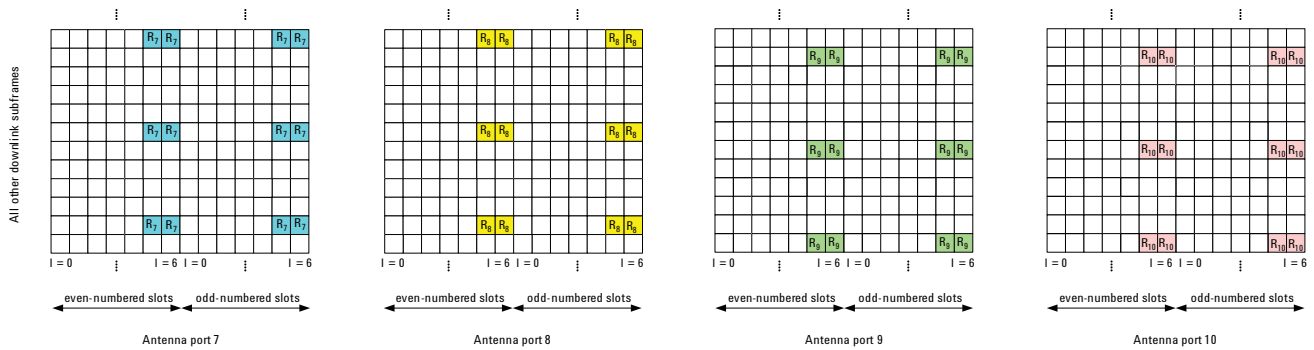 All other downlink subframes
R7 R7 R7 R7 R8 R8 R8 R8
R9 R9 R9 R9 R10 R10 R10 R10
R7 R7 R7 R7 R8 R8 R8 R8
R9 R9 R9 R9 R10 R10 R10 R10
R7 R7 R7 R7 R8 R8 R8 R8
R9 R9 R9 R9 R10 R10 R10 R10
l = 0 l = 6 l = 0 l = 6 l = 0 l = 6 l = 0 l = 6 l = 0 l = 6 l = 0 l = 6 l = 0 l = 6 l = 0 l = 6
even-numbered slots odd-numbered slots even-numbered slots odd-numbered slots even-numbered slots odd-numbered slots even-numbered slots odd-numbered slots
Antenna port 7 Antenna port 8 Antenna port 9 Antenna port 10